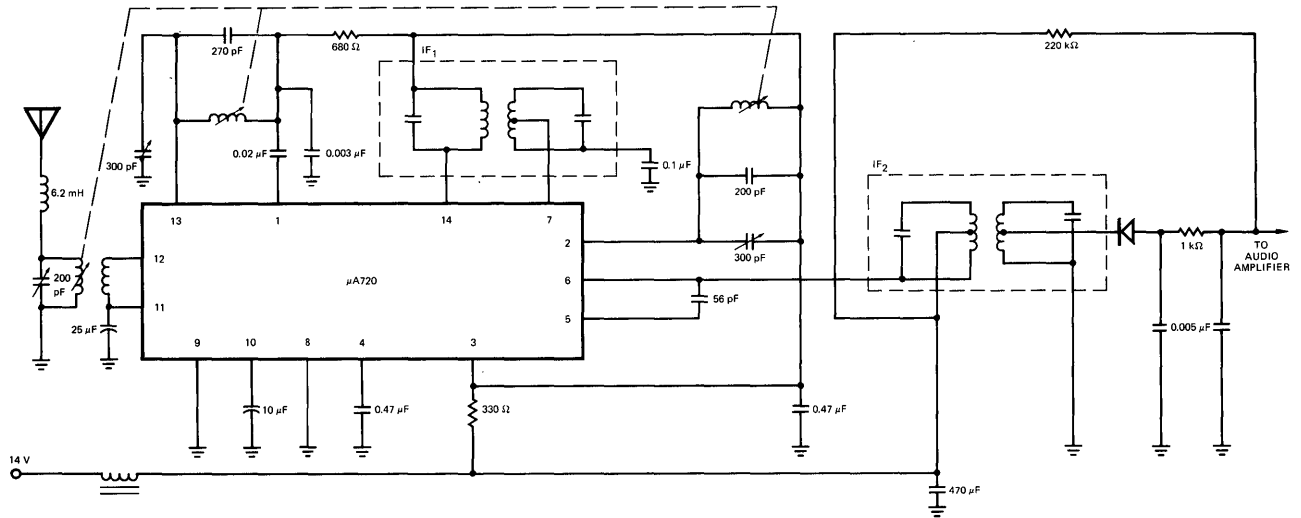 270 pF
680 Ω
IF1
220 kΩ
300 pF
0.02 µF
0.003 µF
0.1 µF
200 pF
IF2
6.2 mH
13
1
14
7
2
300 pF
1 kΩ
TO
AUDIO
AMPLIFIER
200
pF
12
11
µA720
6
5
56 pF
25 µF
9
10
8
4
3
0.005 µF
10 µF
0.47 µF
330 Ω
0.47 µF
14 V
470 µF